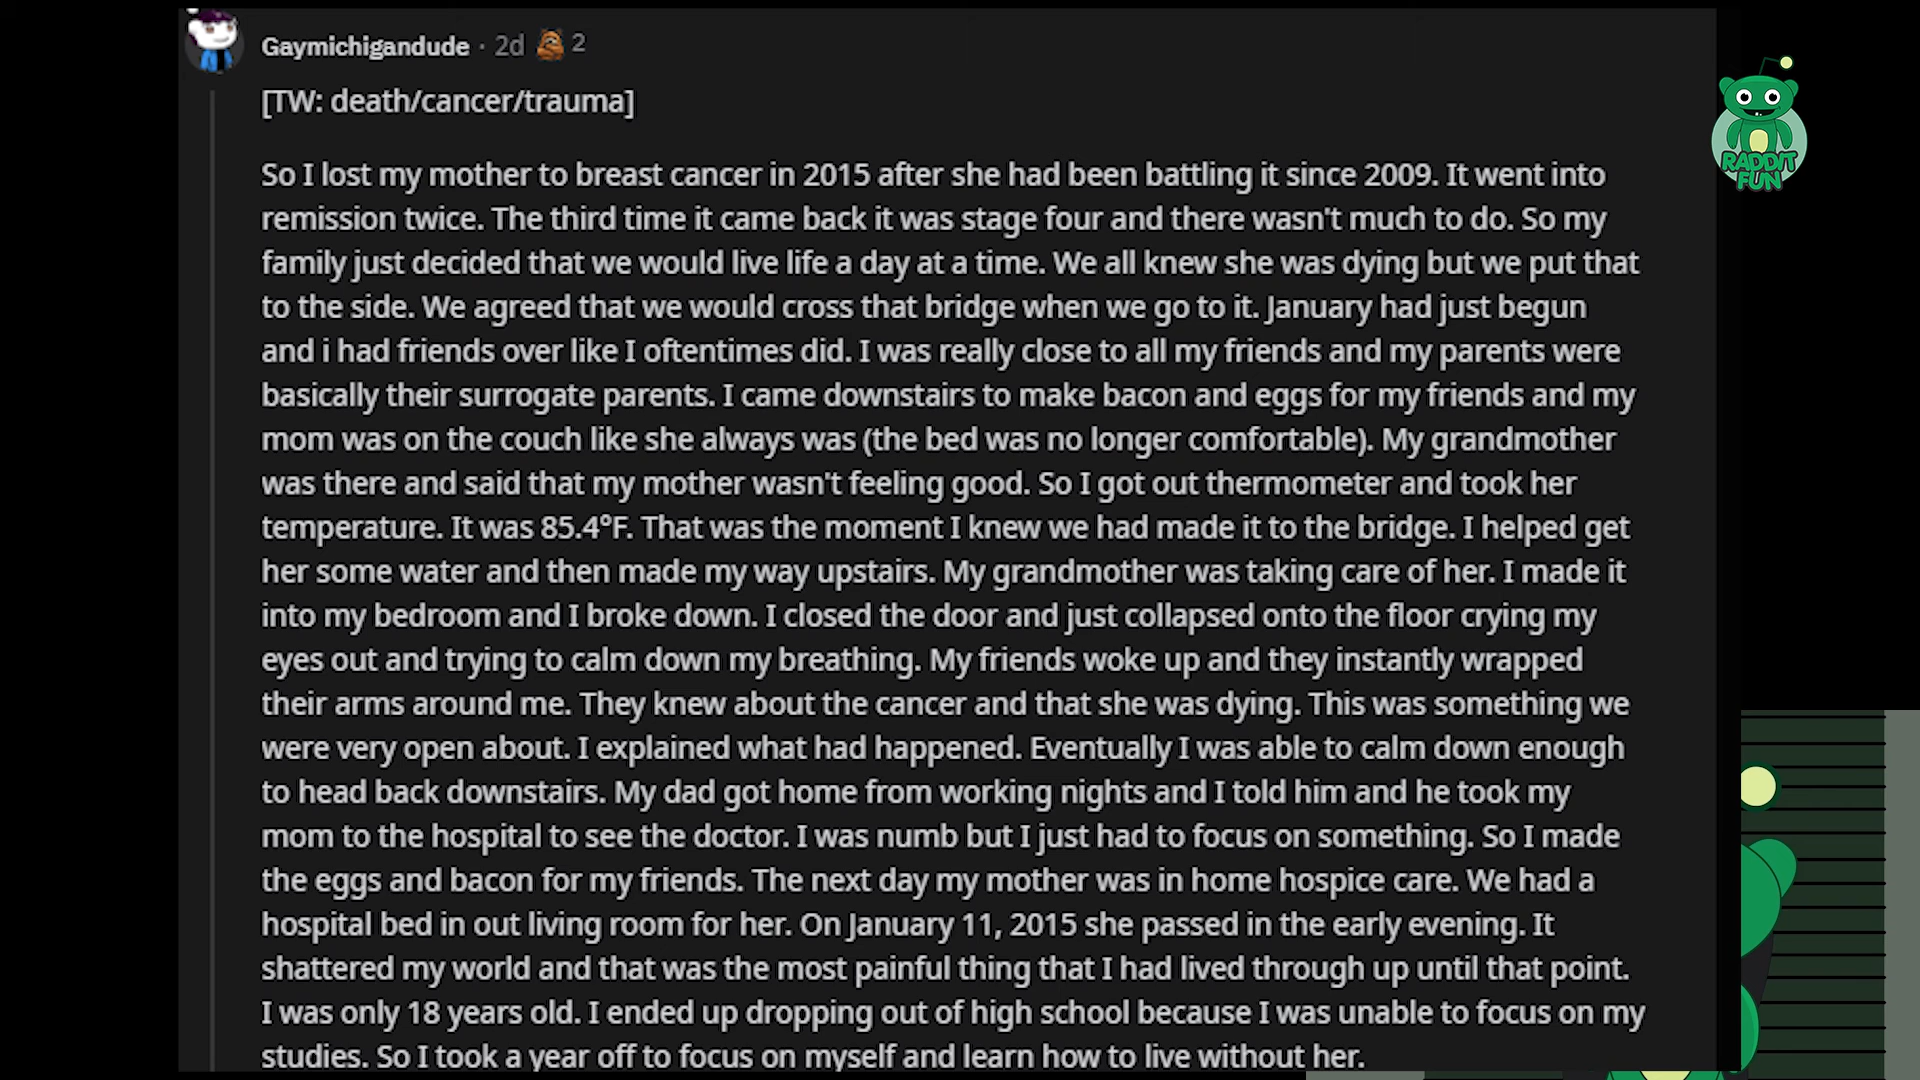 Gaymichigandude · 2d 2
[TW: death/cancer/trauma]
So I lost my mother to breast cancer in 2015 after she had been battling it since 2009. It went into
remission twice. The third time it came back it was stage four and there wasn't much to do. So my
family just decided that we would live life a day at a time. We all knew she was dying but we put that
to the side. We agreed that we would cross that bridge when we go to it. January had just begun
and i had friends over like I oftentimes did. I was really close to all my friends and my parents were
basically their surrogate parents. I came downstairs to make bacon and eggs for my friends and my
mom was on the couch like she always was (the bed was no longer comfortable). My grandmother
was there and said that my mother wasn't feeling good. So I got out thermometer and took her
temperature. It was 85.4°F. That was the moment I knew we had made it to the bridge. I helped get
her some water and then made my way upstairs. My grandmother was taking care of her. I made it
into my bedroom and I broke down. I closed the door and just collapsed onto the floor crying my
eyes out and trying to calm down my breathing. My friends woke up and they instantly wrapped
their arms around me. They knew about the cancer and that she was dying. This was something we
were very open about. I explained what had happened. Eventually I was able to calm down enough
to head back downstairs. My dad got home from working nights and I told him and he took my
mom to the hospital to see the doctor. I was numb but I just had to focus on something. So I made
the eggs and bacon for my friends. The next day my mother was in home hospice care. We had a
hospital bed in out living room for her. On January 11, 2015 she passed in the early evening. It
shattered my world and that was the most painful thing that I had lived through up until that point.
I was only 18 years old. I ended up dropping out of high school because I was unable to focus on my
studies. So I took a year off to focus on myself and learn how to live without her.
RADDIT
FUN